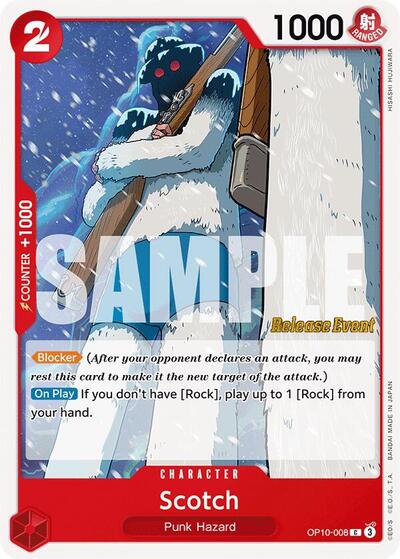 2
1000
射
RANGED
HISASHI HUJIWARA
COUNTER +1000
SAMPLE
Release Event
Blocker (After your opponent declares an attack, you may
rest this card to make it the new target of the attack.)
On Play If you don't have [Rock], play up to 1 [Rock] from
your hand.
CHARACTER
Scotch
Punk Hazard
OP10-008 C 3
©E.O/S ©E.O./S., T.A. BANDAI MADE IN JAPAN